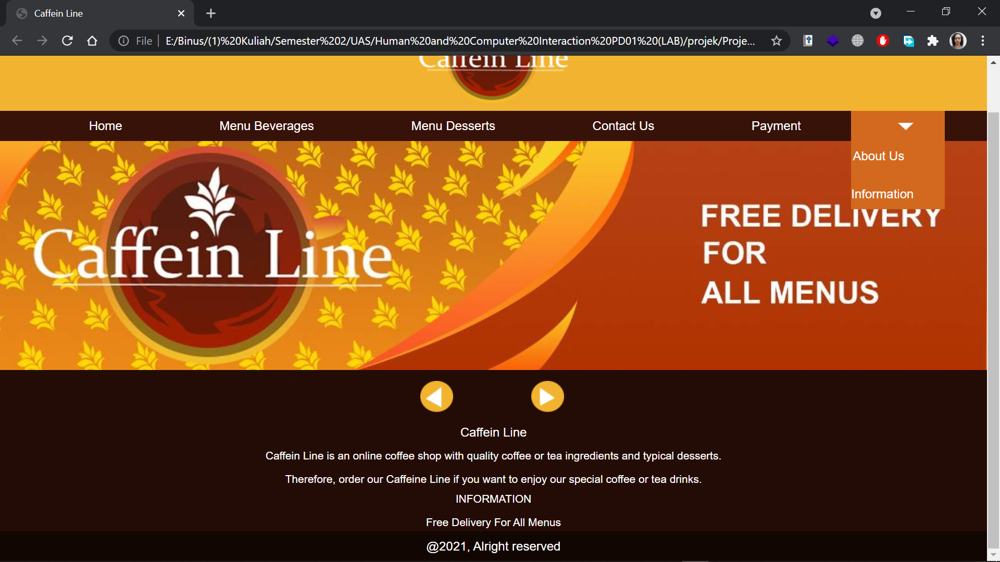 Caffein Line
File
E:/Binus/(1)%20Kuliah/Semester%202/UAS/Human%20and%20Computer%20Interaction%20PD01%20(LAB)/projek/Proje...
Caffein Line
Home
Menu Beverages
Menu Desserts
Contact Us
Payment
About Us
Information
Caffein Line
FREE DELIVERY
FOR
ALL MENUS
Caffein Line
Caffein Line is an online coffee shop with quality coffee or tea ingredients and typical desserts.
Therefore, order our Caffeine Line if you want to enjoy our special coffee or tea drinks.
INFORMATION
Free Delivery For All Menus
@2021, Alright reserved